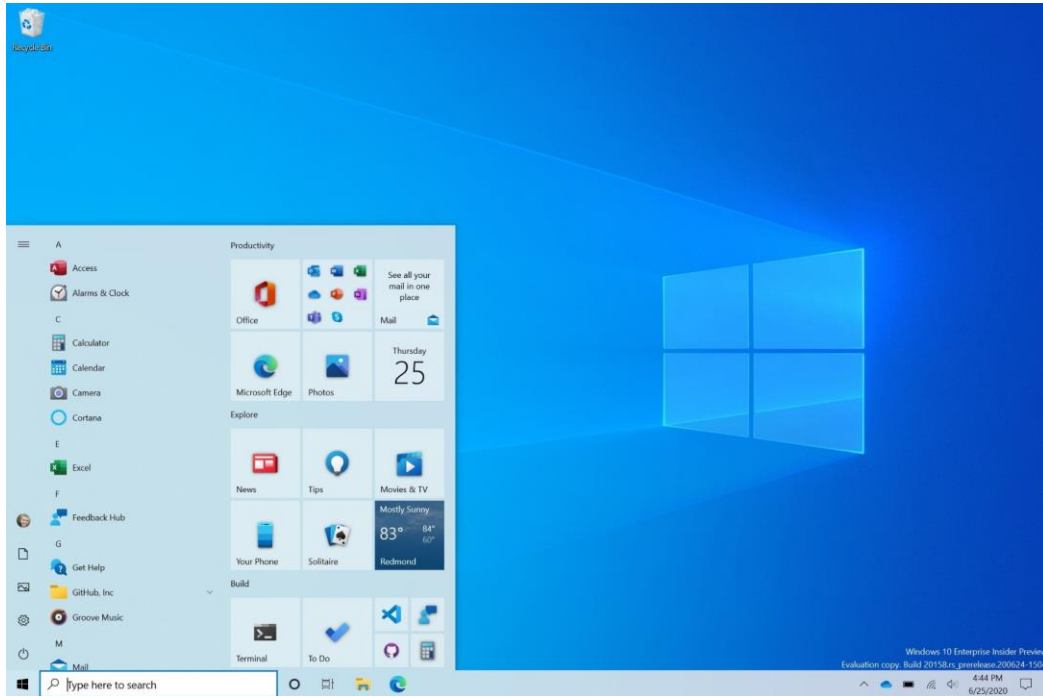 Recycle Bin
A
Access
Alarms & Clock
C
Calculator
Calendar
Camera
Cortana
E
Excel
F
Feedback Hub
G
Get Help
GitHub, Inc
Groove Music
M
Mail
Productivity
Office
See all your
mail in one
place
Mail
Microsoft Edge
Photos
Thursday
25
Explore
News
Tips
Movies & TV
Your Phone
Solitaire
Mostly Sunny
83° 84°
60°
Redmond
Build
Terminal
To Do
Windows 10 Enterprise Insider Preview
Evaluation copy. Build 20158.rs_prerelease.200624-150
Type here to search
4:44 PM
6/25/2020